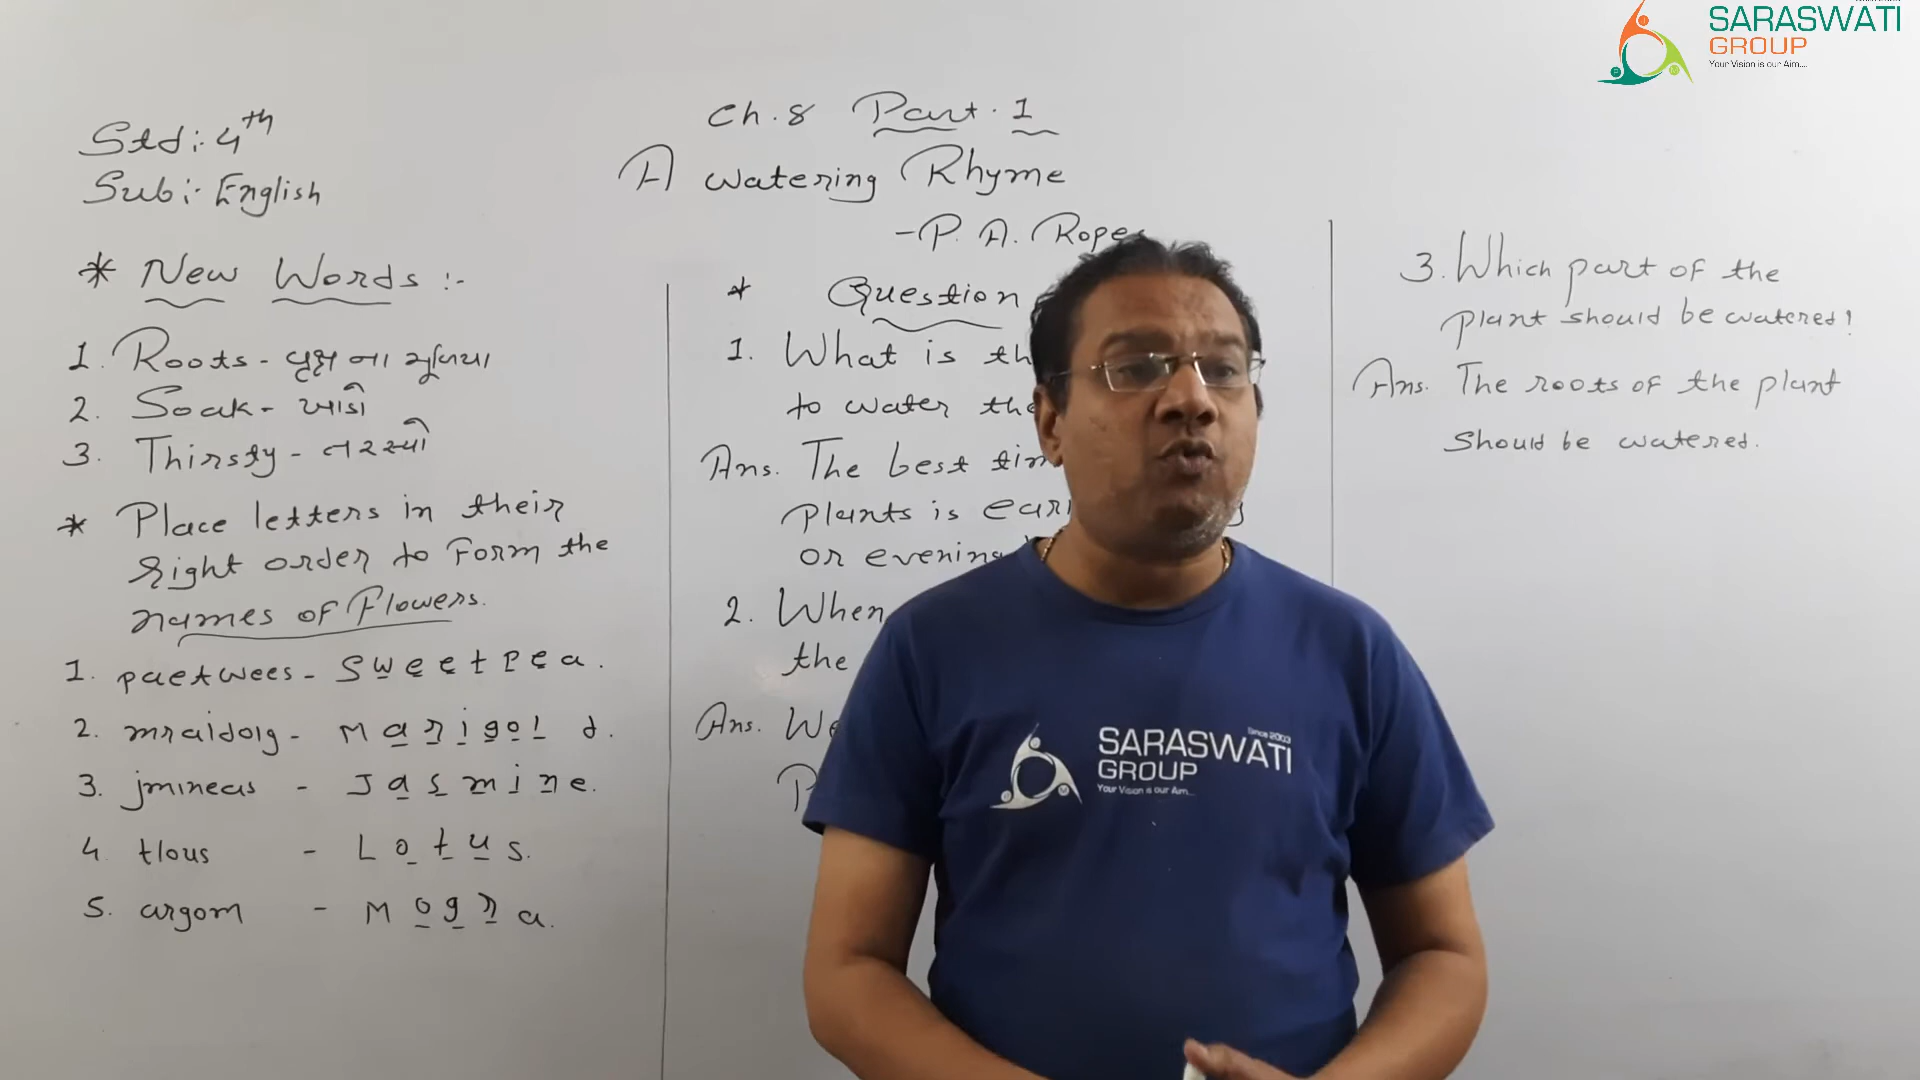 SARASWATI
GROUP
Your Vision is our Aim....
Std:- 4th
Sub:- English
Ch. 8 Part. 1
A watering Rhyme
- P. A. Rope
* New Words :-
1. Roots - વૃક્ષ ના મુળિયા
2. Soak -
3. Thirsty - તરસ્યો
* Place letters in their
right order to form the
names of Flowers.
1. paetwees - Sweetpea.
2. mraidolg - Marigold.
3. jmineas - Jasmine.
4. tlous - Lotus.
5. argom - Mogra.
* Question
1. What is th
to water the
Ans. The best tim
plants is ear
or evening
2. When
the
Ans. We
P
3. Which part of the
plant should be watered?
Ans. The roots of the plant
should be watered.
Since 2003
SARASWATI
GROUP
Your Vision is our Aim...